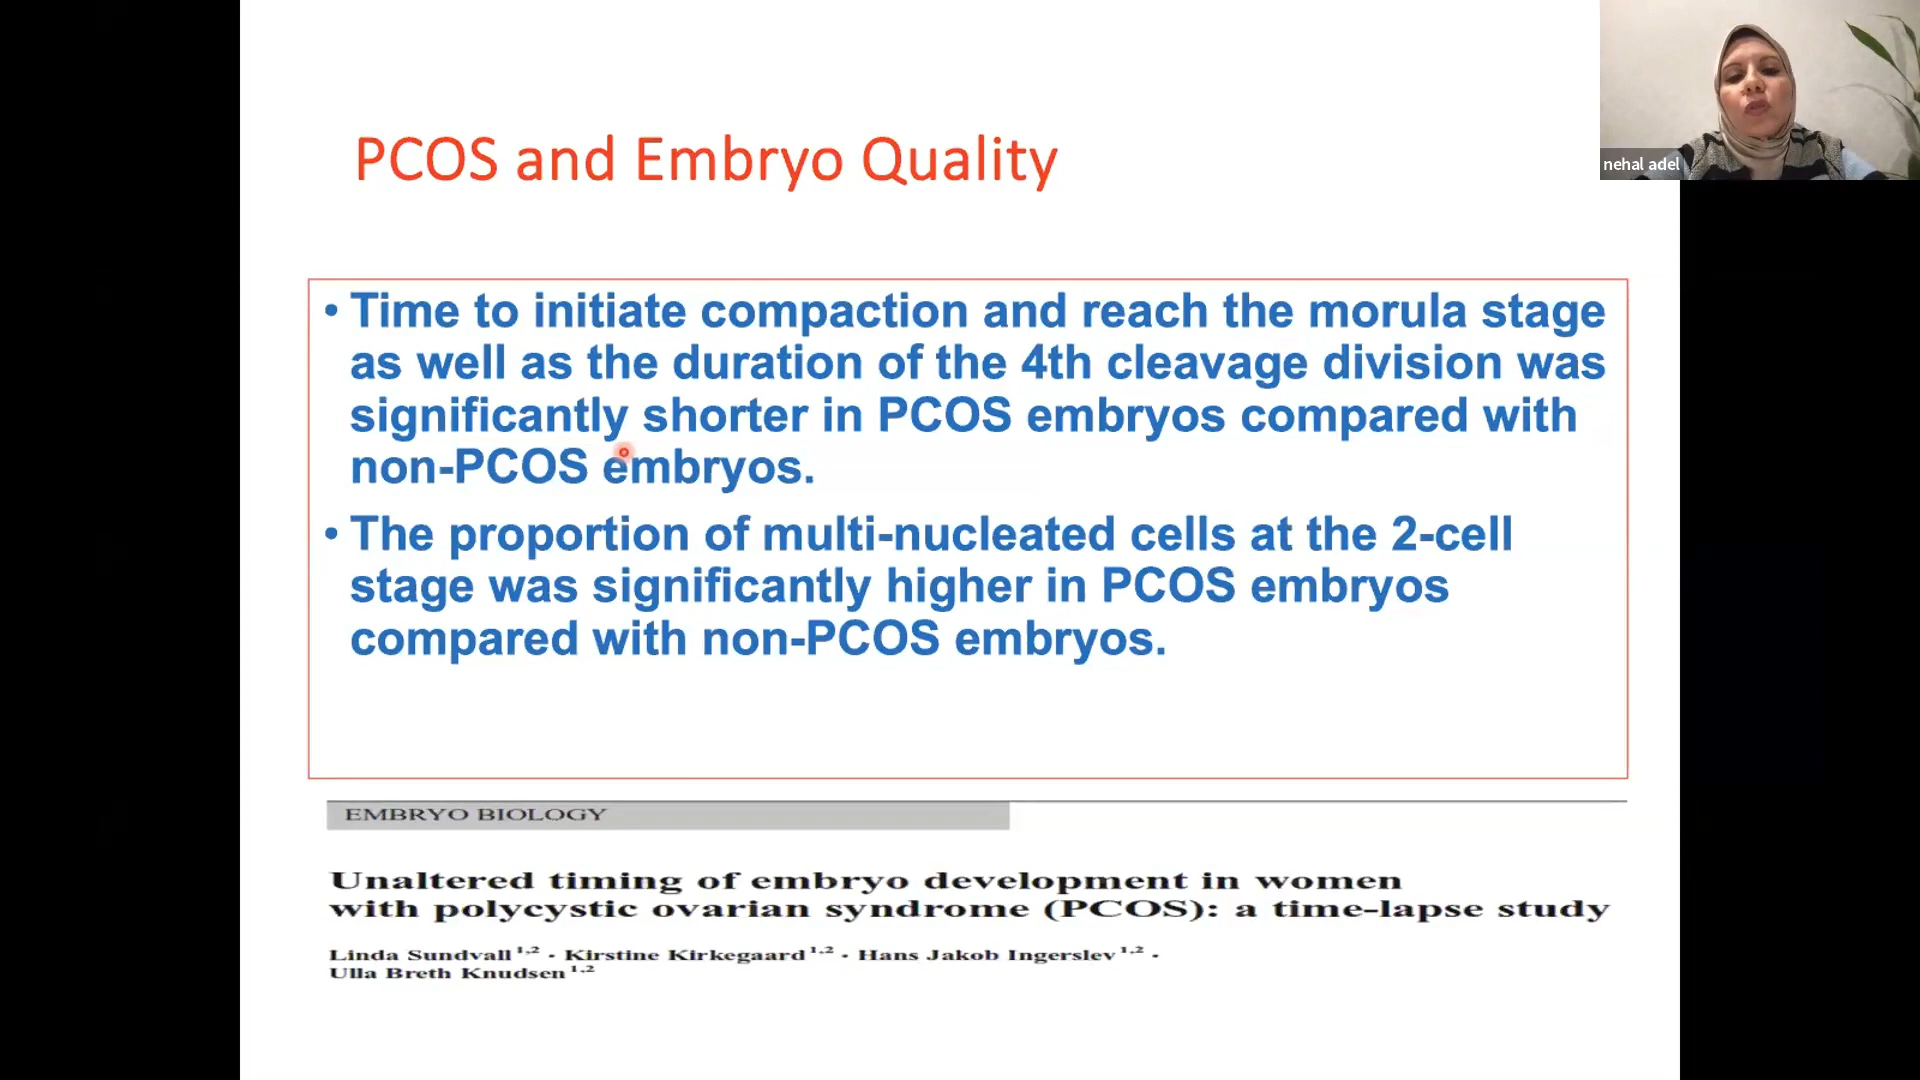 nehal adel
PCOS and Embryo Quality
• Time to initiate compaction and reach the morula stage
as well as the duration of the 4th cleavage division was
significantly shorter in PCOS embryos compared with
non-PCOS embryos.
• The proportion of multi-nucleated cells at the 2-cell
stage was significantly higher in PCOS embryos
compared with non-PCOS embryos.
EMBRYO BIOLOGY
Unaltered timing of embryo development in women
with polycystic ovarian syndrome (PCOS): a time-lapse study
Linda Sundvall 1,2 · Kirstine Kirkegaard 1,2 · Hans Jakob Ingerslev 1,2 ·
Ulla Breth Knudsen 1,2